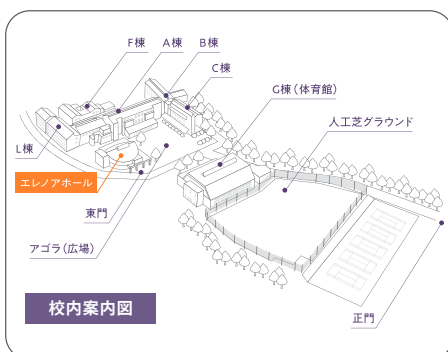 F棟
A棟
B棟
C棟
G棟(体育館)
人工芝グラウンド
L棟
エレノアホール
東門
アゴラ(広場)
校内案内図
正門